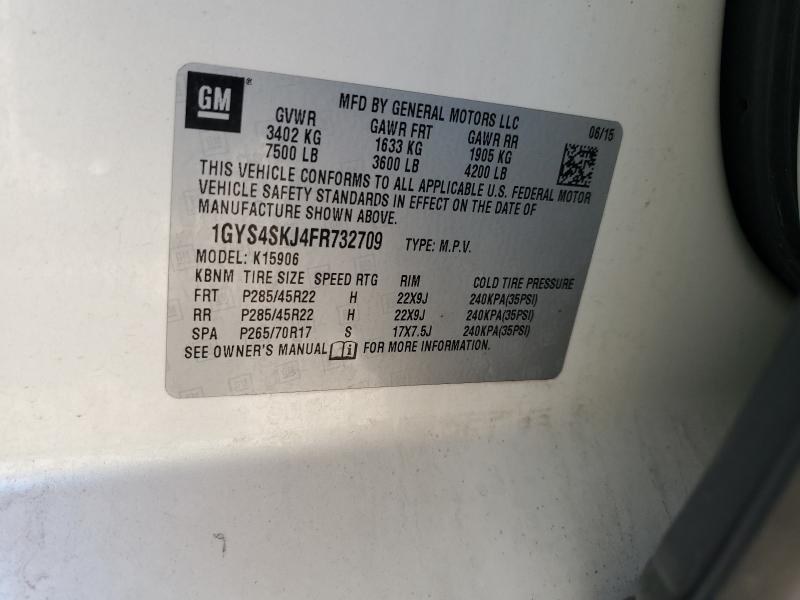 GM
MFD BY GENERAL MOTORS LLC 06/15
GVWR GAWR FRT GAWR RR
3402 KG 1633 KG 1905 KG
7500 LB 3600 LB 4200 LB
THIS VEHICLE CONFORMS TO ALL APPLICABLE U.S. FEDERAL MOTOR
VEHICLE SAFETY STANDARDS IN EFFECT ON THE DATE OF
MANUFACTURE SHOWN ABOVE.
1GYS4SKJ4FR732709 TYPE: M.P.V.
MODEL: K15906
KBNM TIRE SIZE SPEED RTG RIM COLD TIRE PRESSURE
FRT P285/45R22 H 22X9J 240KPA(35PSI)
RR P285/45R22 H 22X9J 240KPA(35PSI)
SPA P265/70R17 S 17X7.5J 240KPA(35PSI)
SEE OWNER'S MANUAL FOR MORE INFORMATION.